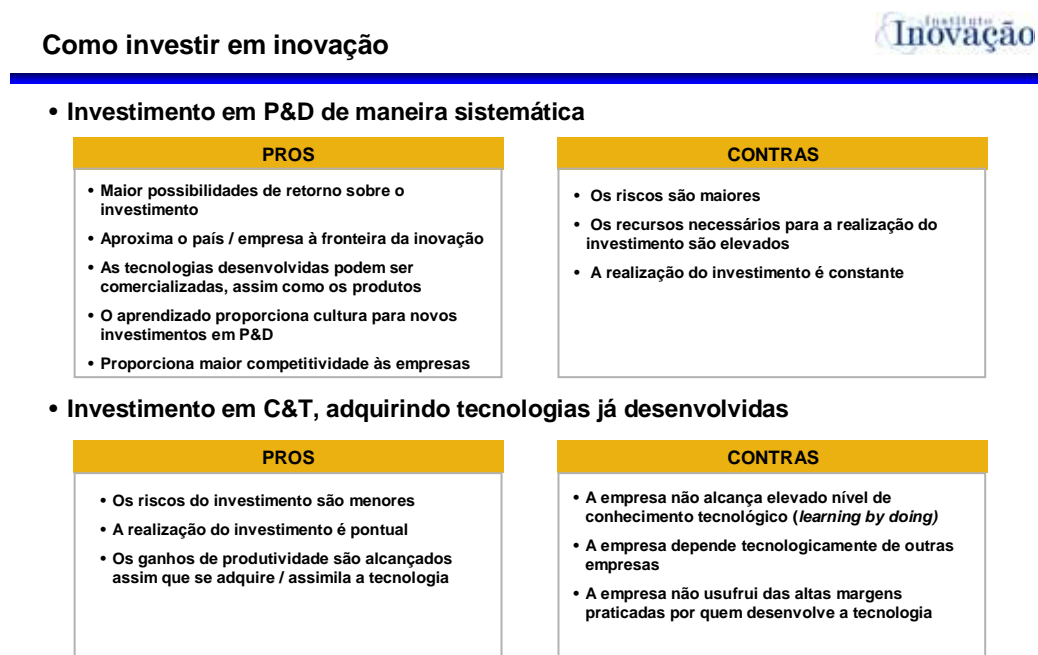 Como investir em inovação
Instituto
Inovação
• Investimento em P&D de maneira sistemática
PROS
• Maior possibilidades de retorno sobre o
investimento
• Aproxima o país / empresa à fronteira da inovação
• As tecnologias desenvolvidas podem ser
comercializadas, assim como os produtos
• O aprendizado proporciona cultura para novos
investimentos em P&D
• Proporciona maior competitividade às empresas
CONTRAS
• Os riscos são maiores
• Os recursos necessários para a realização do
investimento são elevados
• A realização do investimento é constante
• Investimento em C&T, adquirindo tecnologias já desenvolvidas
PROS
• Os riscos do investimento são menores
• A realização do investimento é pontual
• Os ganhos de produtividade são alcançados
assim que se adquire / assimila a tecnologia
CONTRAS
• A empresa não alcança elevado nível de
conhecimento tecnológico (learning by doing)
• A empresa depende tecnologicamente de outras
empresas
• A empresa não usufrui das altas margens
praticadas por quem desenvolve a tecnologia